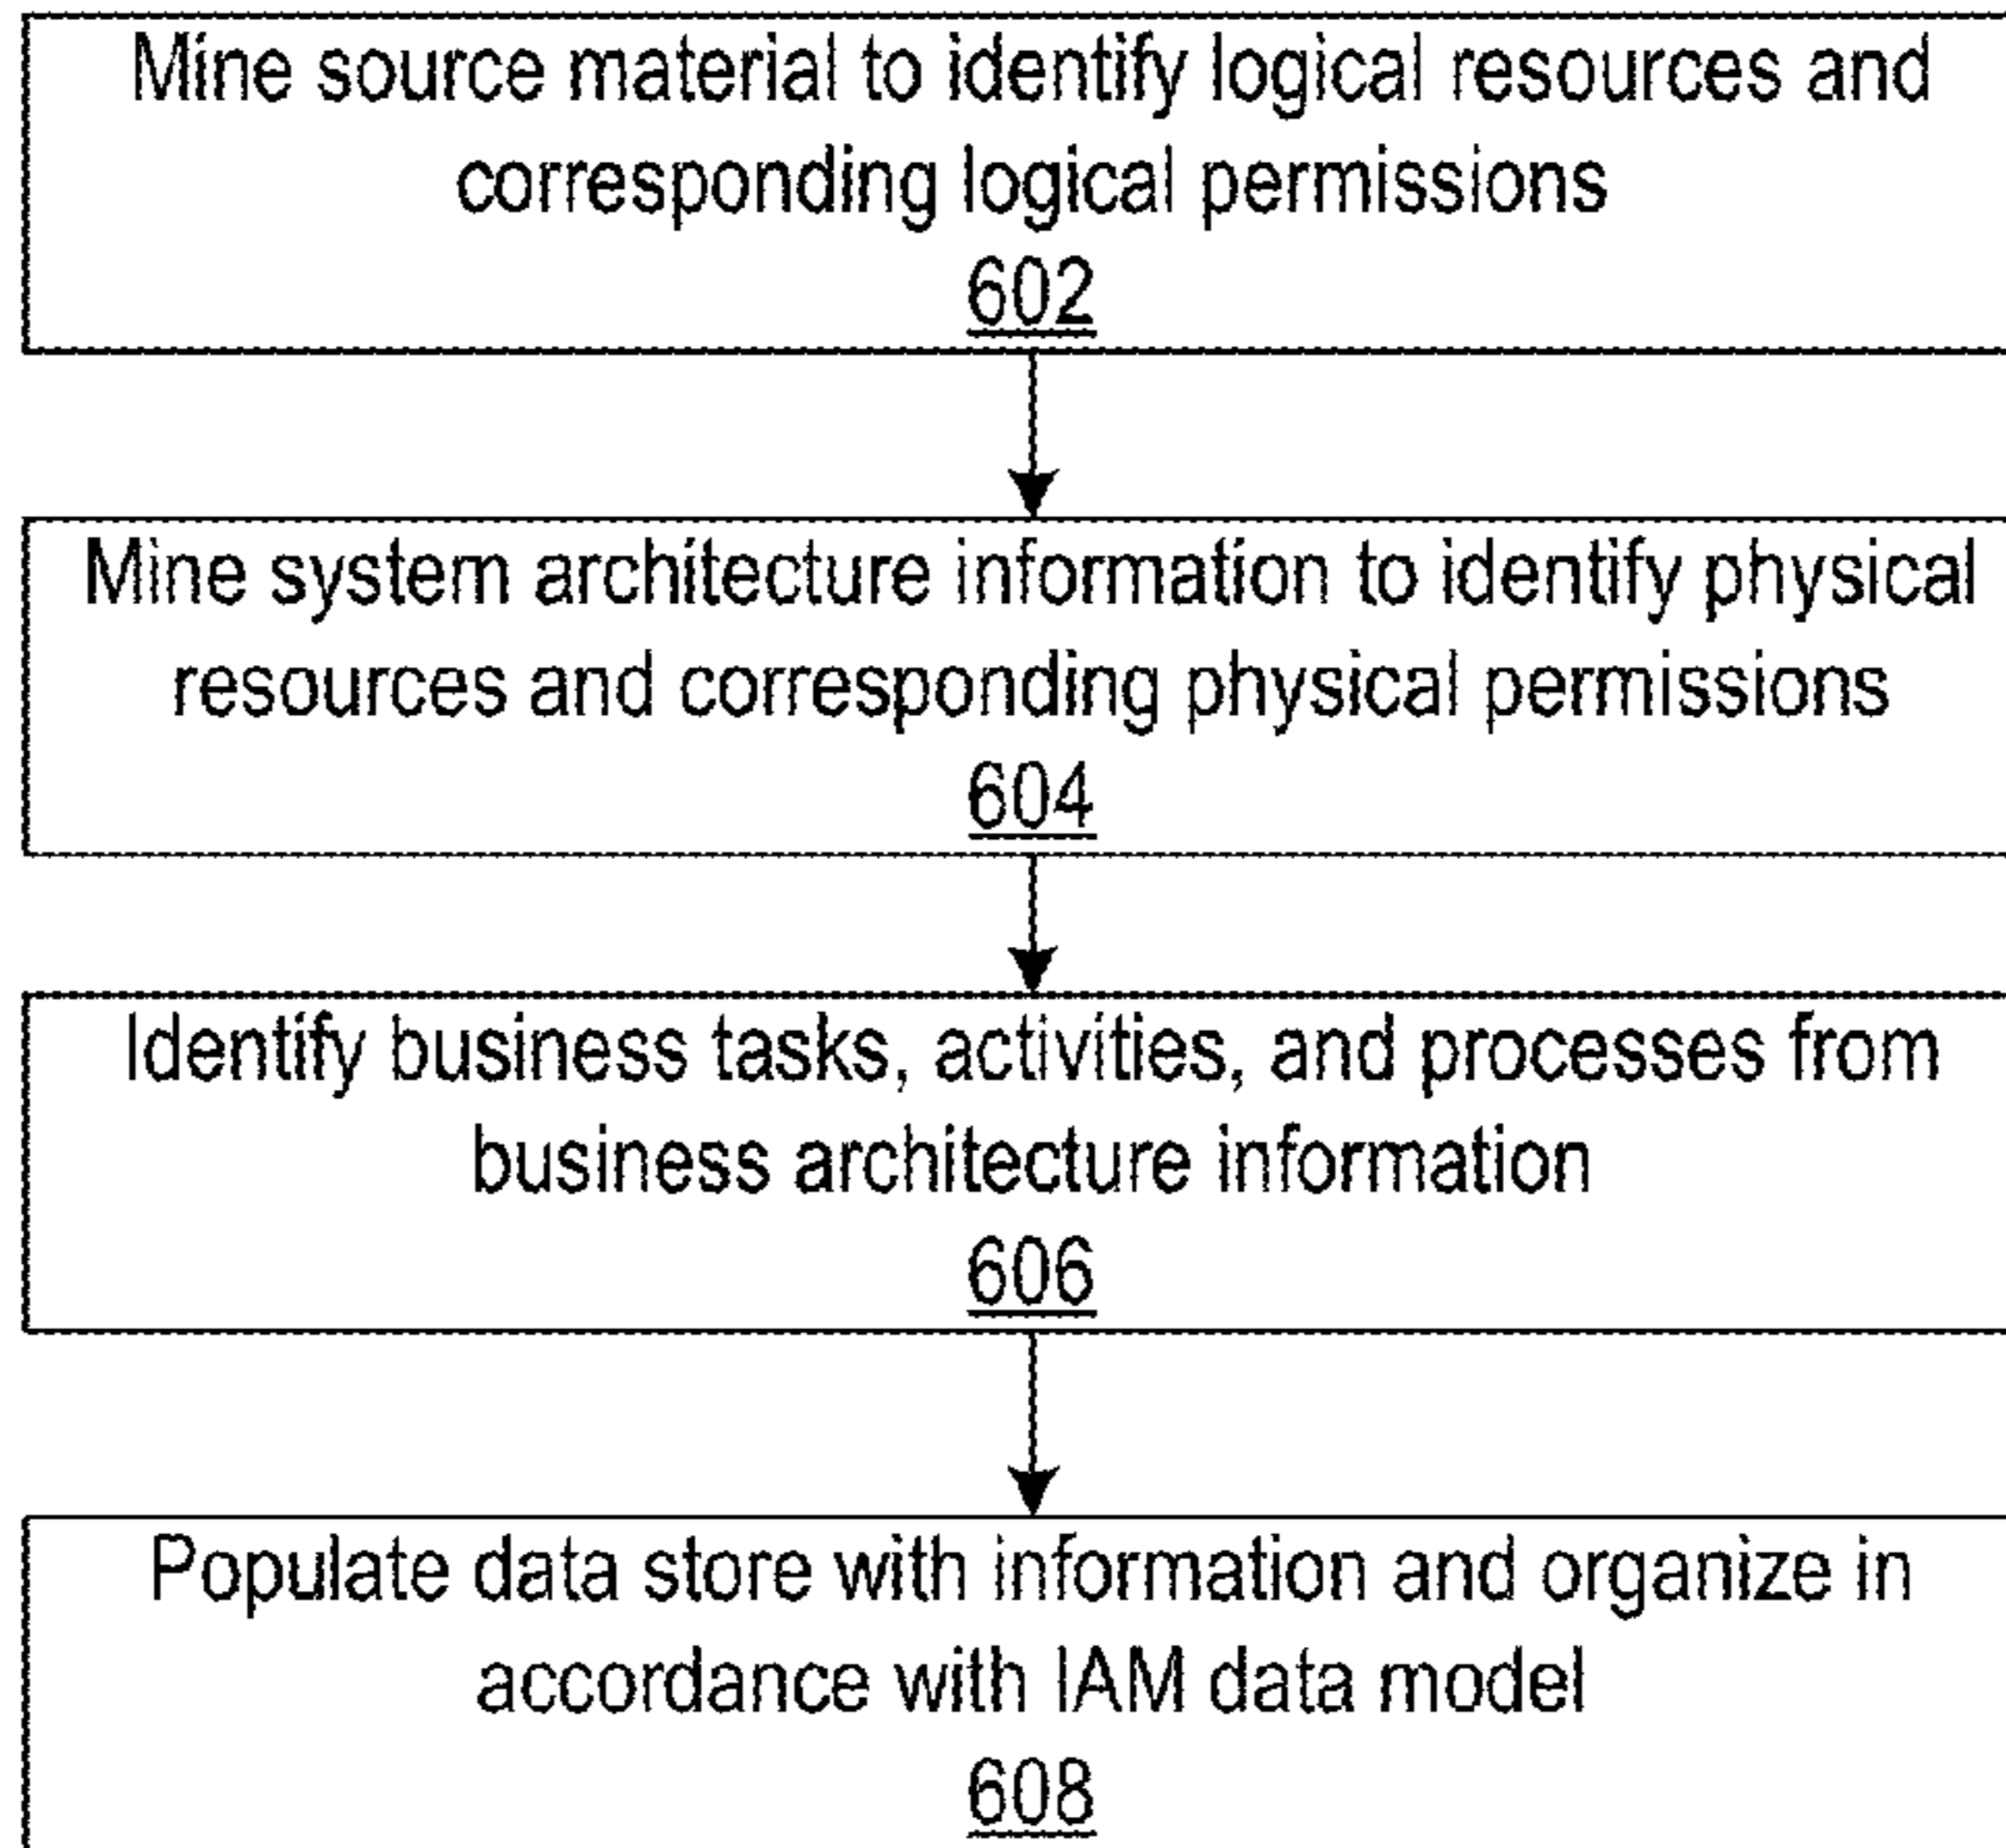 Mine source material to identify logical resources and
corresponding logical permissions
602
Mine system architecture information to identify physical
resources and corresponding physical permissions
604
Identify business tasks, activities, and processes from
business architecture information
606
Populate data store with information and organize in
accordance with IAM data model
608